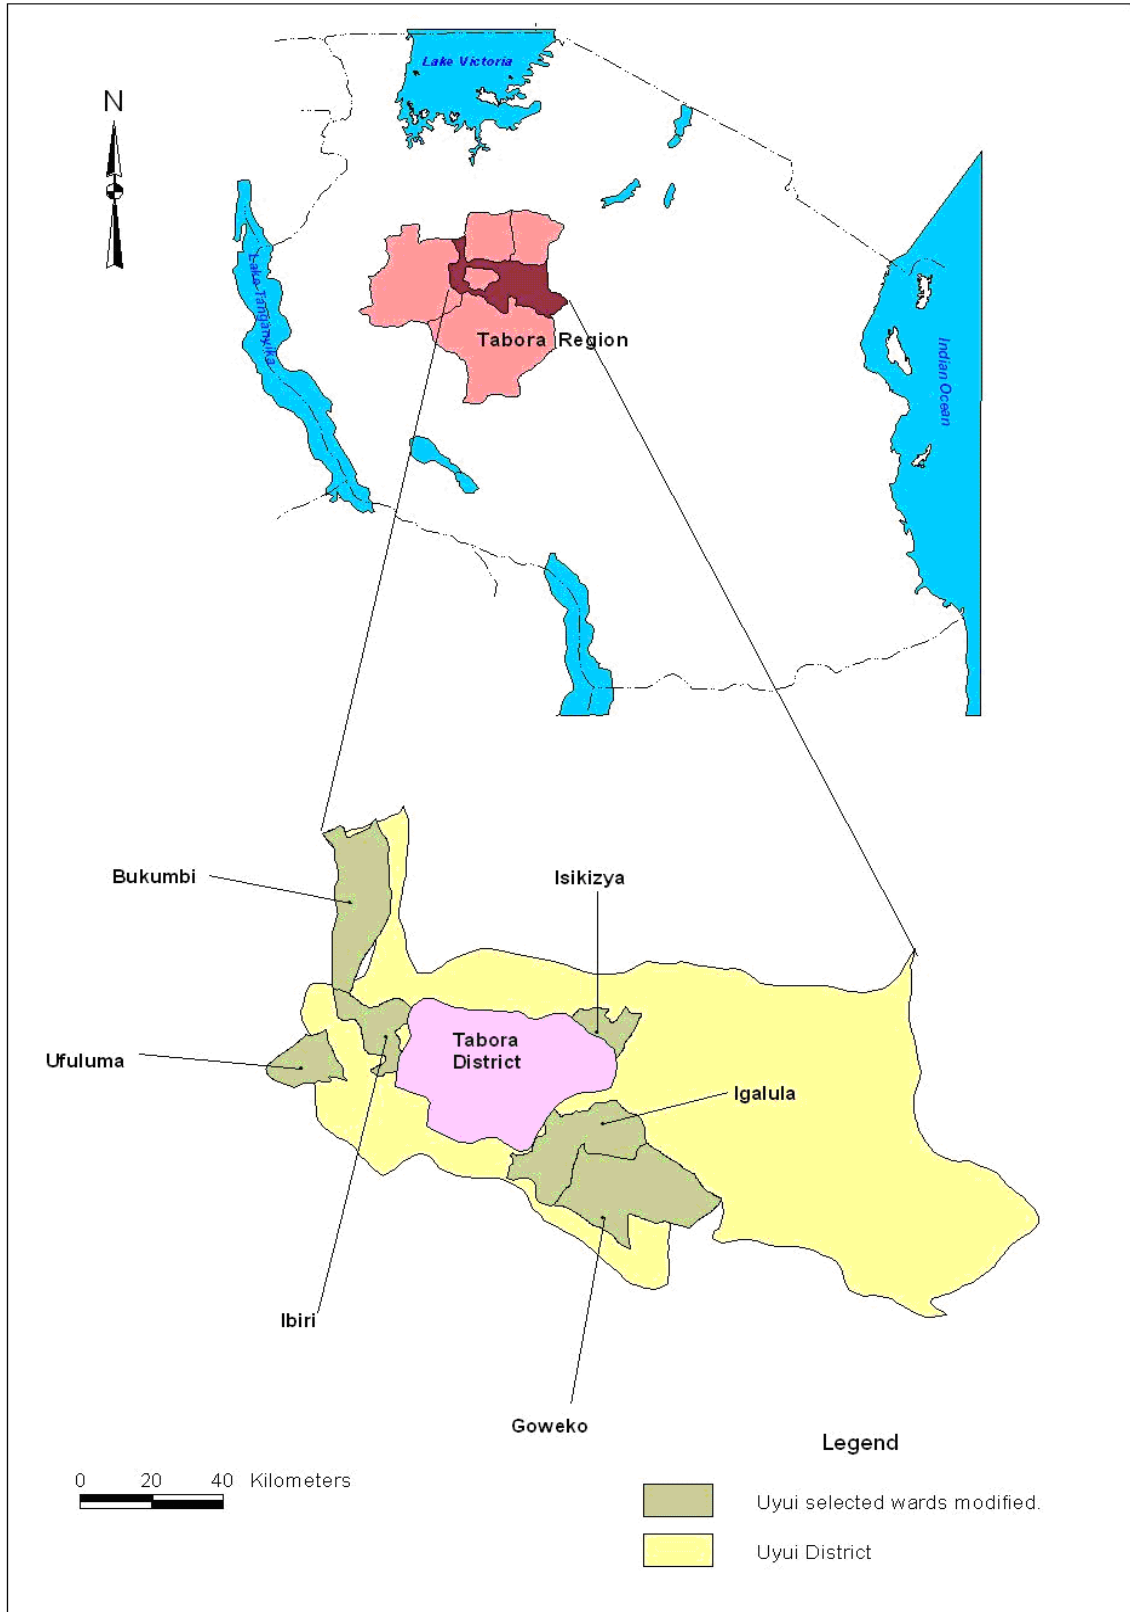 Lake Victoria
N
Lake Tanganyika
Tabora Region
Indian Ocean
Bukumbi
Isikizya
Ufuluma
Tabora
District
Igalula
Ibiri
Goweko
Legend
0 20 40 Kilometers
Uyui selected wards modified.
Uyui District